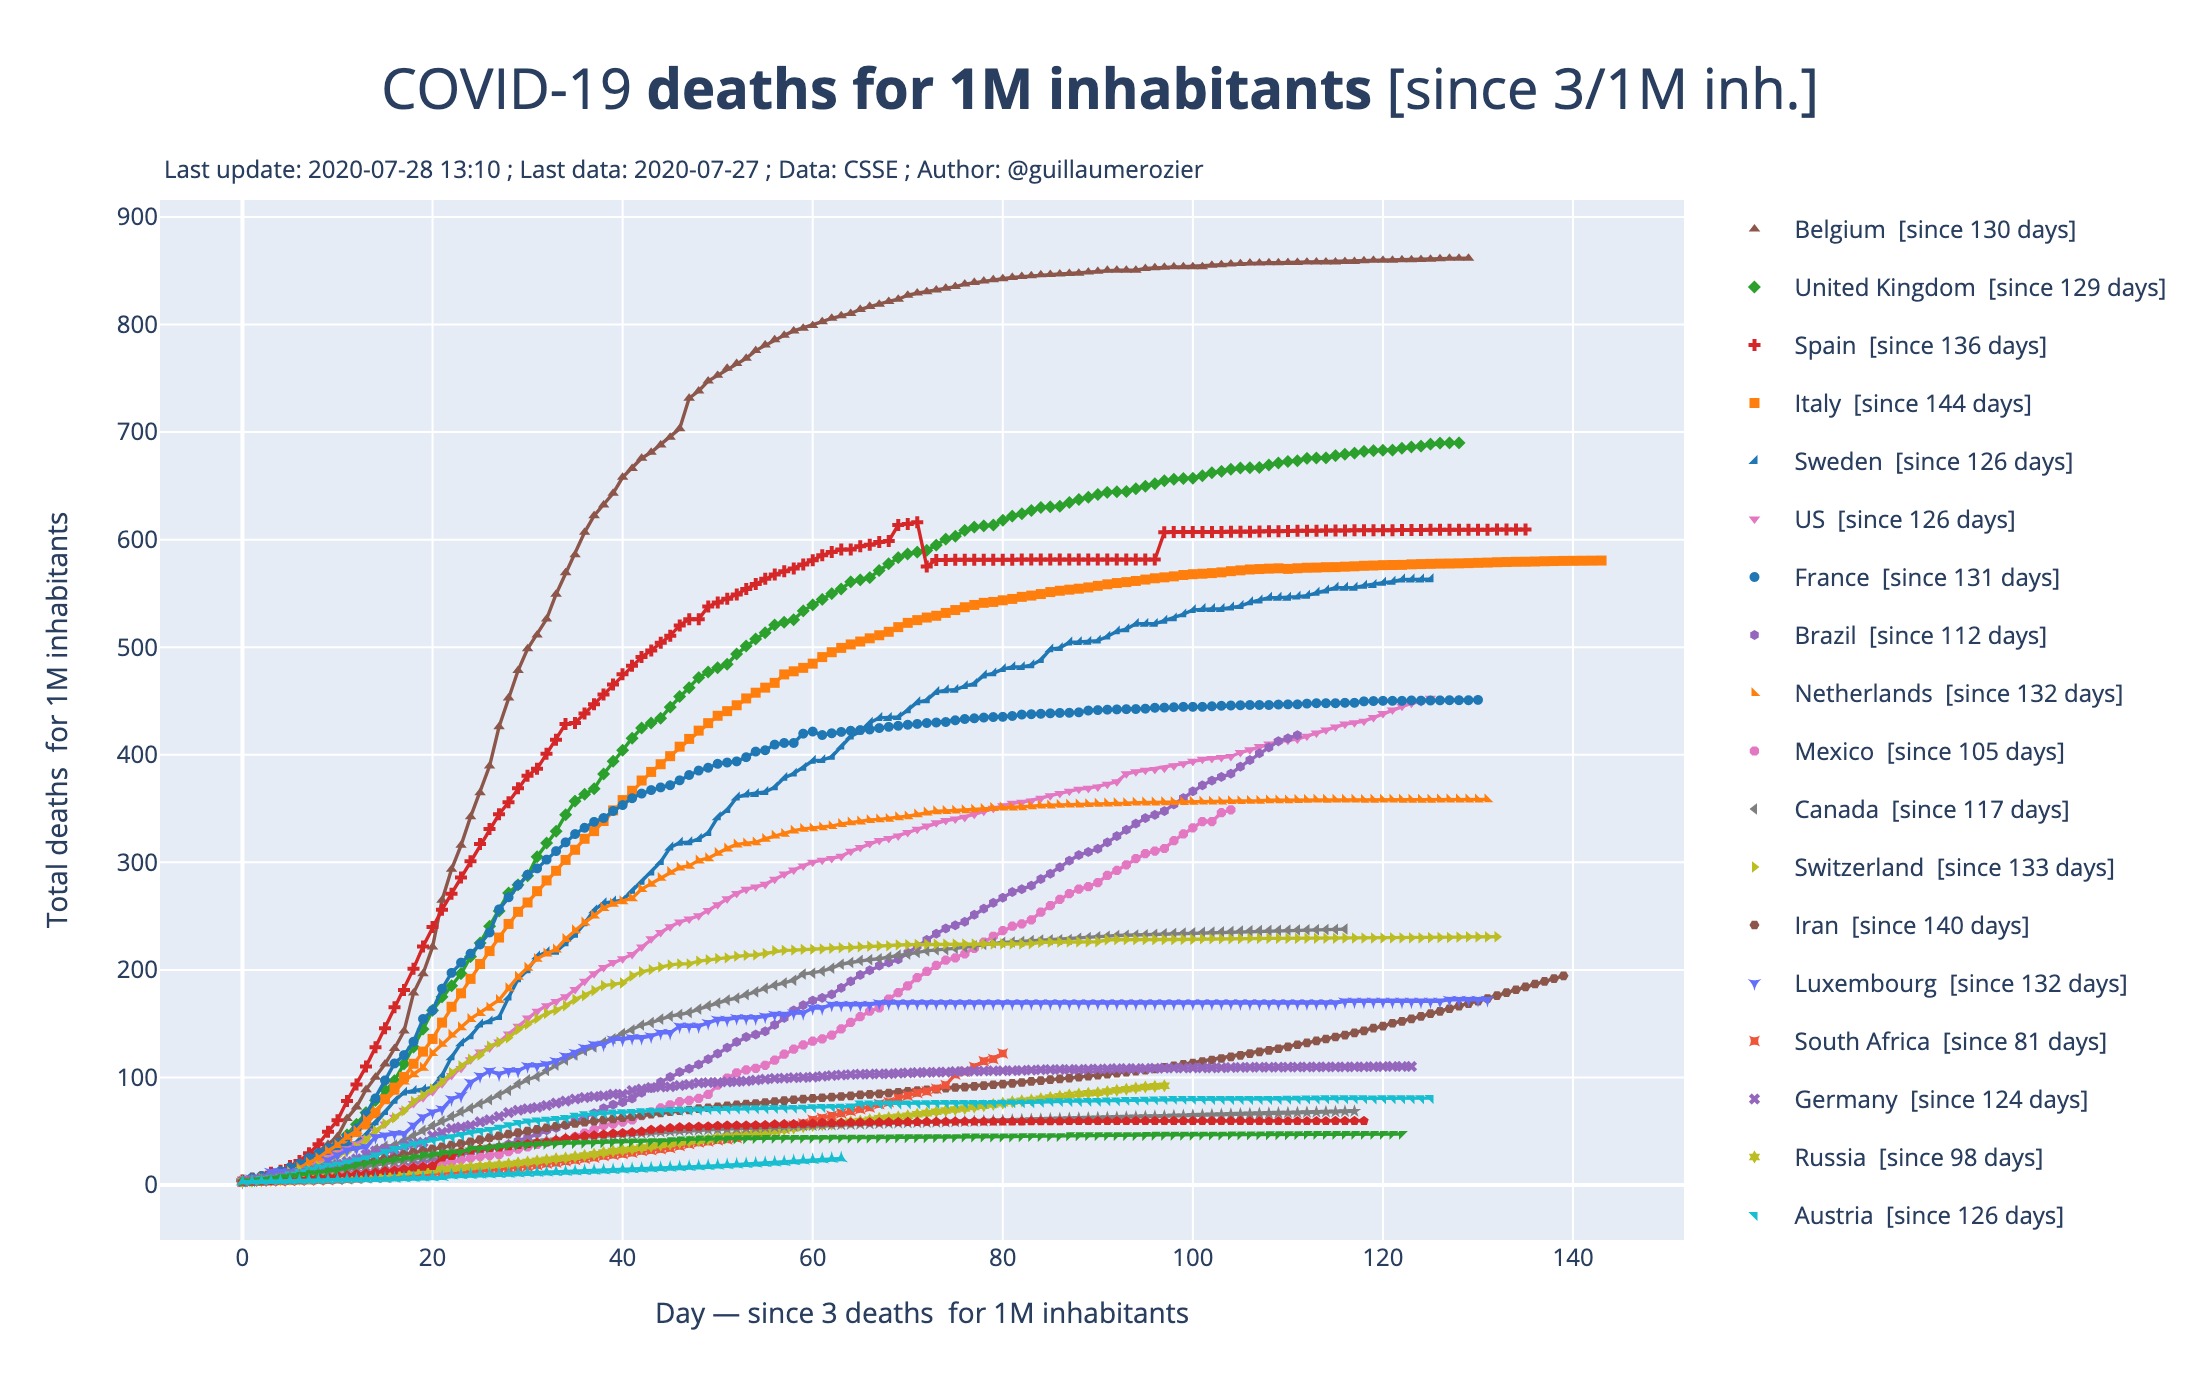 COVID-19 deaths for 1M inhabitants [since 3/1M inh.]
Last update: 2020-07-28 13:10 ; Last data: 2020-07-27 ; Data: CSSE ; Author: @guillaumerozier
900
800
700
600
500
400
300
200
100
0
Total deaths for 1M inhabitants
0 20 40 60 80 100 120 140
Day — since 3 deaths for 1M inhabitants
Belgium [since 130 days]
United Kingdom [since 129 days]
Spain [since 136 days]
Italy [since 144 days]
Sweden [since 126 days]
US [since 126 days]
France [since 131 days]
Brazil [since 112 days]
Netherlands [since 132 days]
Mexico [since 105 days]
Canada [since 117 days]
Switzerland [since 133 days]
Iran [since 140 days]
Luxembourg [since 132 days]
South Africa [since 81 days]
Germany [since 124 days]
Russia [since 98 days]
Austria [since 126 days]